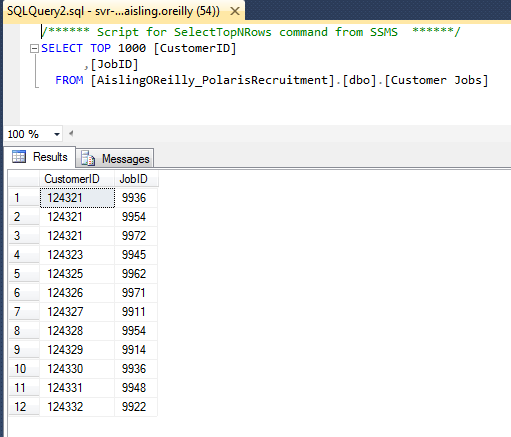 SQLQuery2.sql - svr-...aisling.oreilly (54))
/****** Script for SelectTopNRows command from SSMS  ******/
SELECT TOP 1000 [CustomerID]
,[JobID]
FROM [AislingOReilly_PolarisRecruitment].[dbo].[Customer Jobs]
100 %
Results Messages
CustomerID JobID
1 124321 9936
2 124321 9954
3 124321 9972
4 124323 9945
5 124325 9962
6 124326 9971
7 124327 9911
8 124328 9954
9 124329 9914
10 124330 9936
11 124331 9948
12 124332 9922